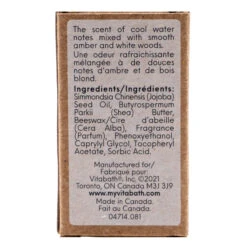 The scent of cool water
notes mixed with smooth
amber and white woods.
Une odeur rafraichissante
mélangée à de douces
notes d'ambre et de bois
blond.
Ingredients/Ingrédients:
Simmondsia Chinensis (Jojoba)
Seed Oil, Butyrospermum
Parkii (Shea) Butter,
Beeswax/Cire d'abeille
(Cera Alba), Fragrance
(Parfum), Phenoxyethanol,
Caprylyl Glycol, Tocopheryl
Acetate, Sorbic Acid.
Manufactured for/
Fabriqué pour:
Vitabath® ©2021
Toronto, ON Canada M3J 3J9
www.myvitabath.com
Made in Canada.
Fait au Canada.
04714.081